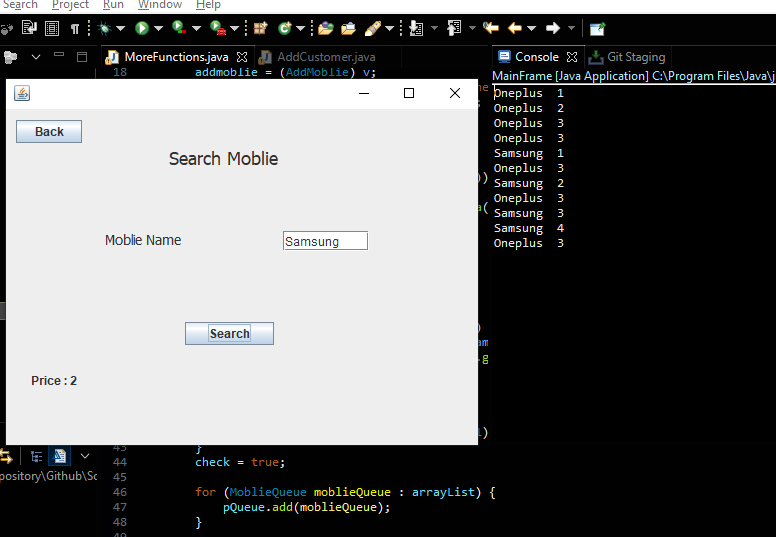 Search Project Run Window Help
MoreFunctions.java AddCustomer.java
Console Git Staging
MainFrame [Java Application] C:\Program Files\Java\j
18 addmoblie = (AddMoblie) v;
Back
Search Moblie
Moblie Name Samsung
Search
Price : 2
Oneplus 1
Oneplus 2
Oneplus 3
Oneplus 3
Samsung 1
Oneplus 3
Samsung 2
Oneplus 3
Samsung 3
Samsung 4
Oneplus 3
pository\Github\Sc
43 }
44 check = true;
45
46 for (MoblieQueue moblieQueue : arrayList) {
47 pQueue.add(moblieQueue);
48 }